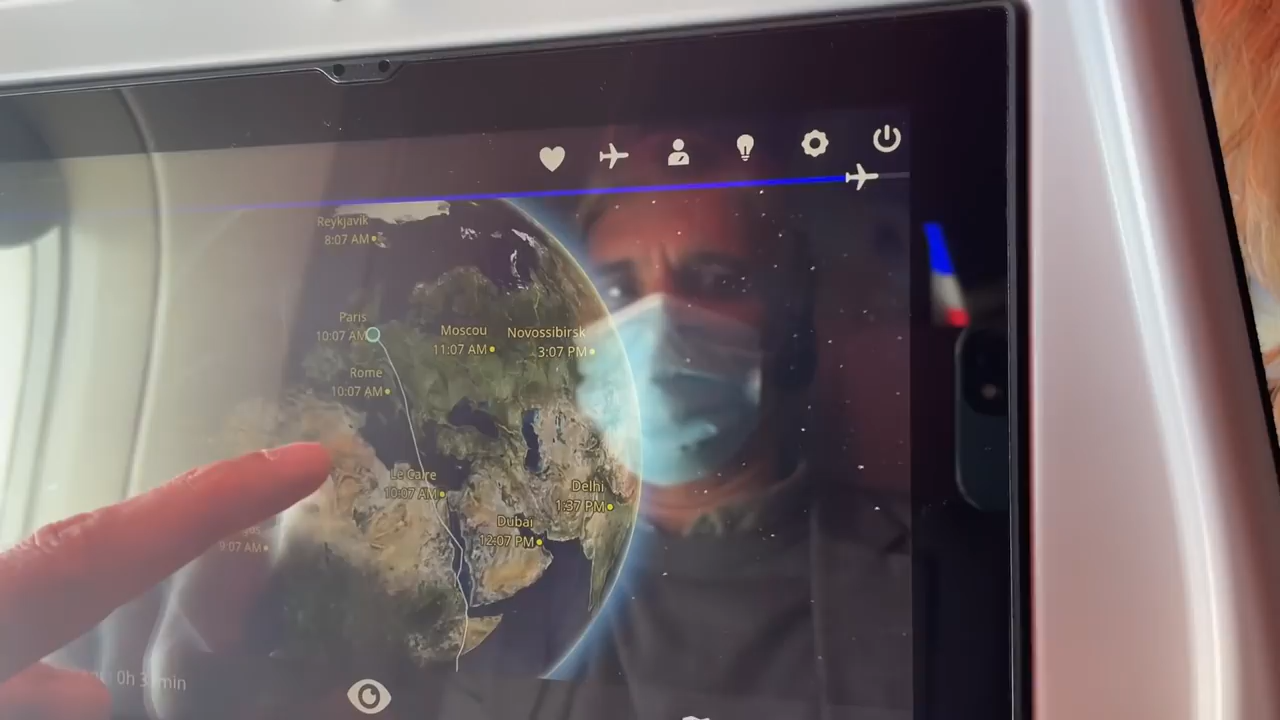 Reykjavik
8:07 AM
Paris
10:07 AM
Moscou
11:07 AM
Novossibirsk
3:07 PM
Rome
10:07 AM
Le Caire
10:07 AM
Delhi
1:37 PM
Dubai
12:07 PM
9:07 AM
0h min